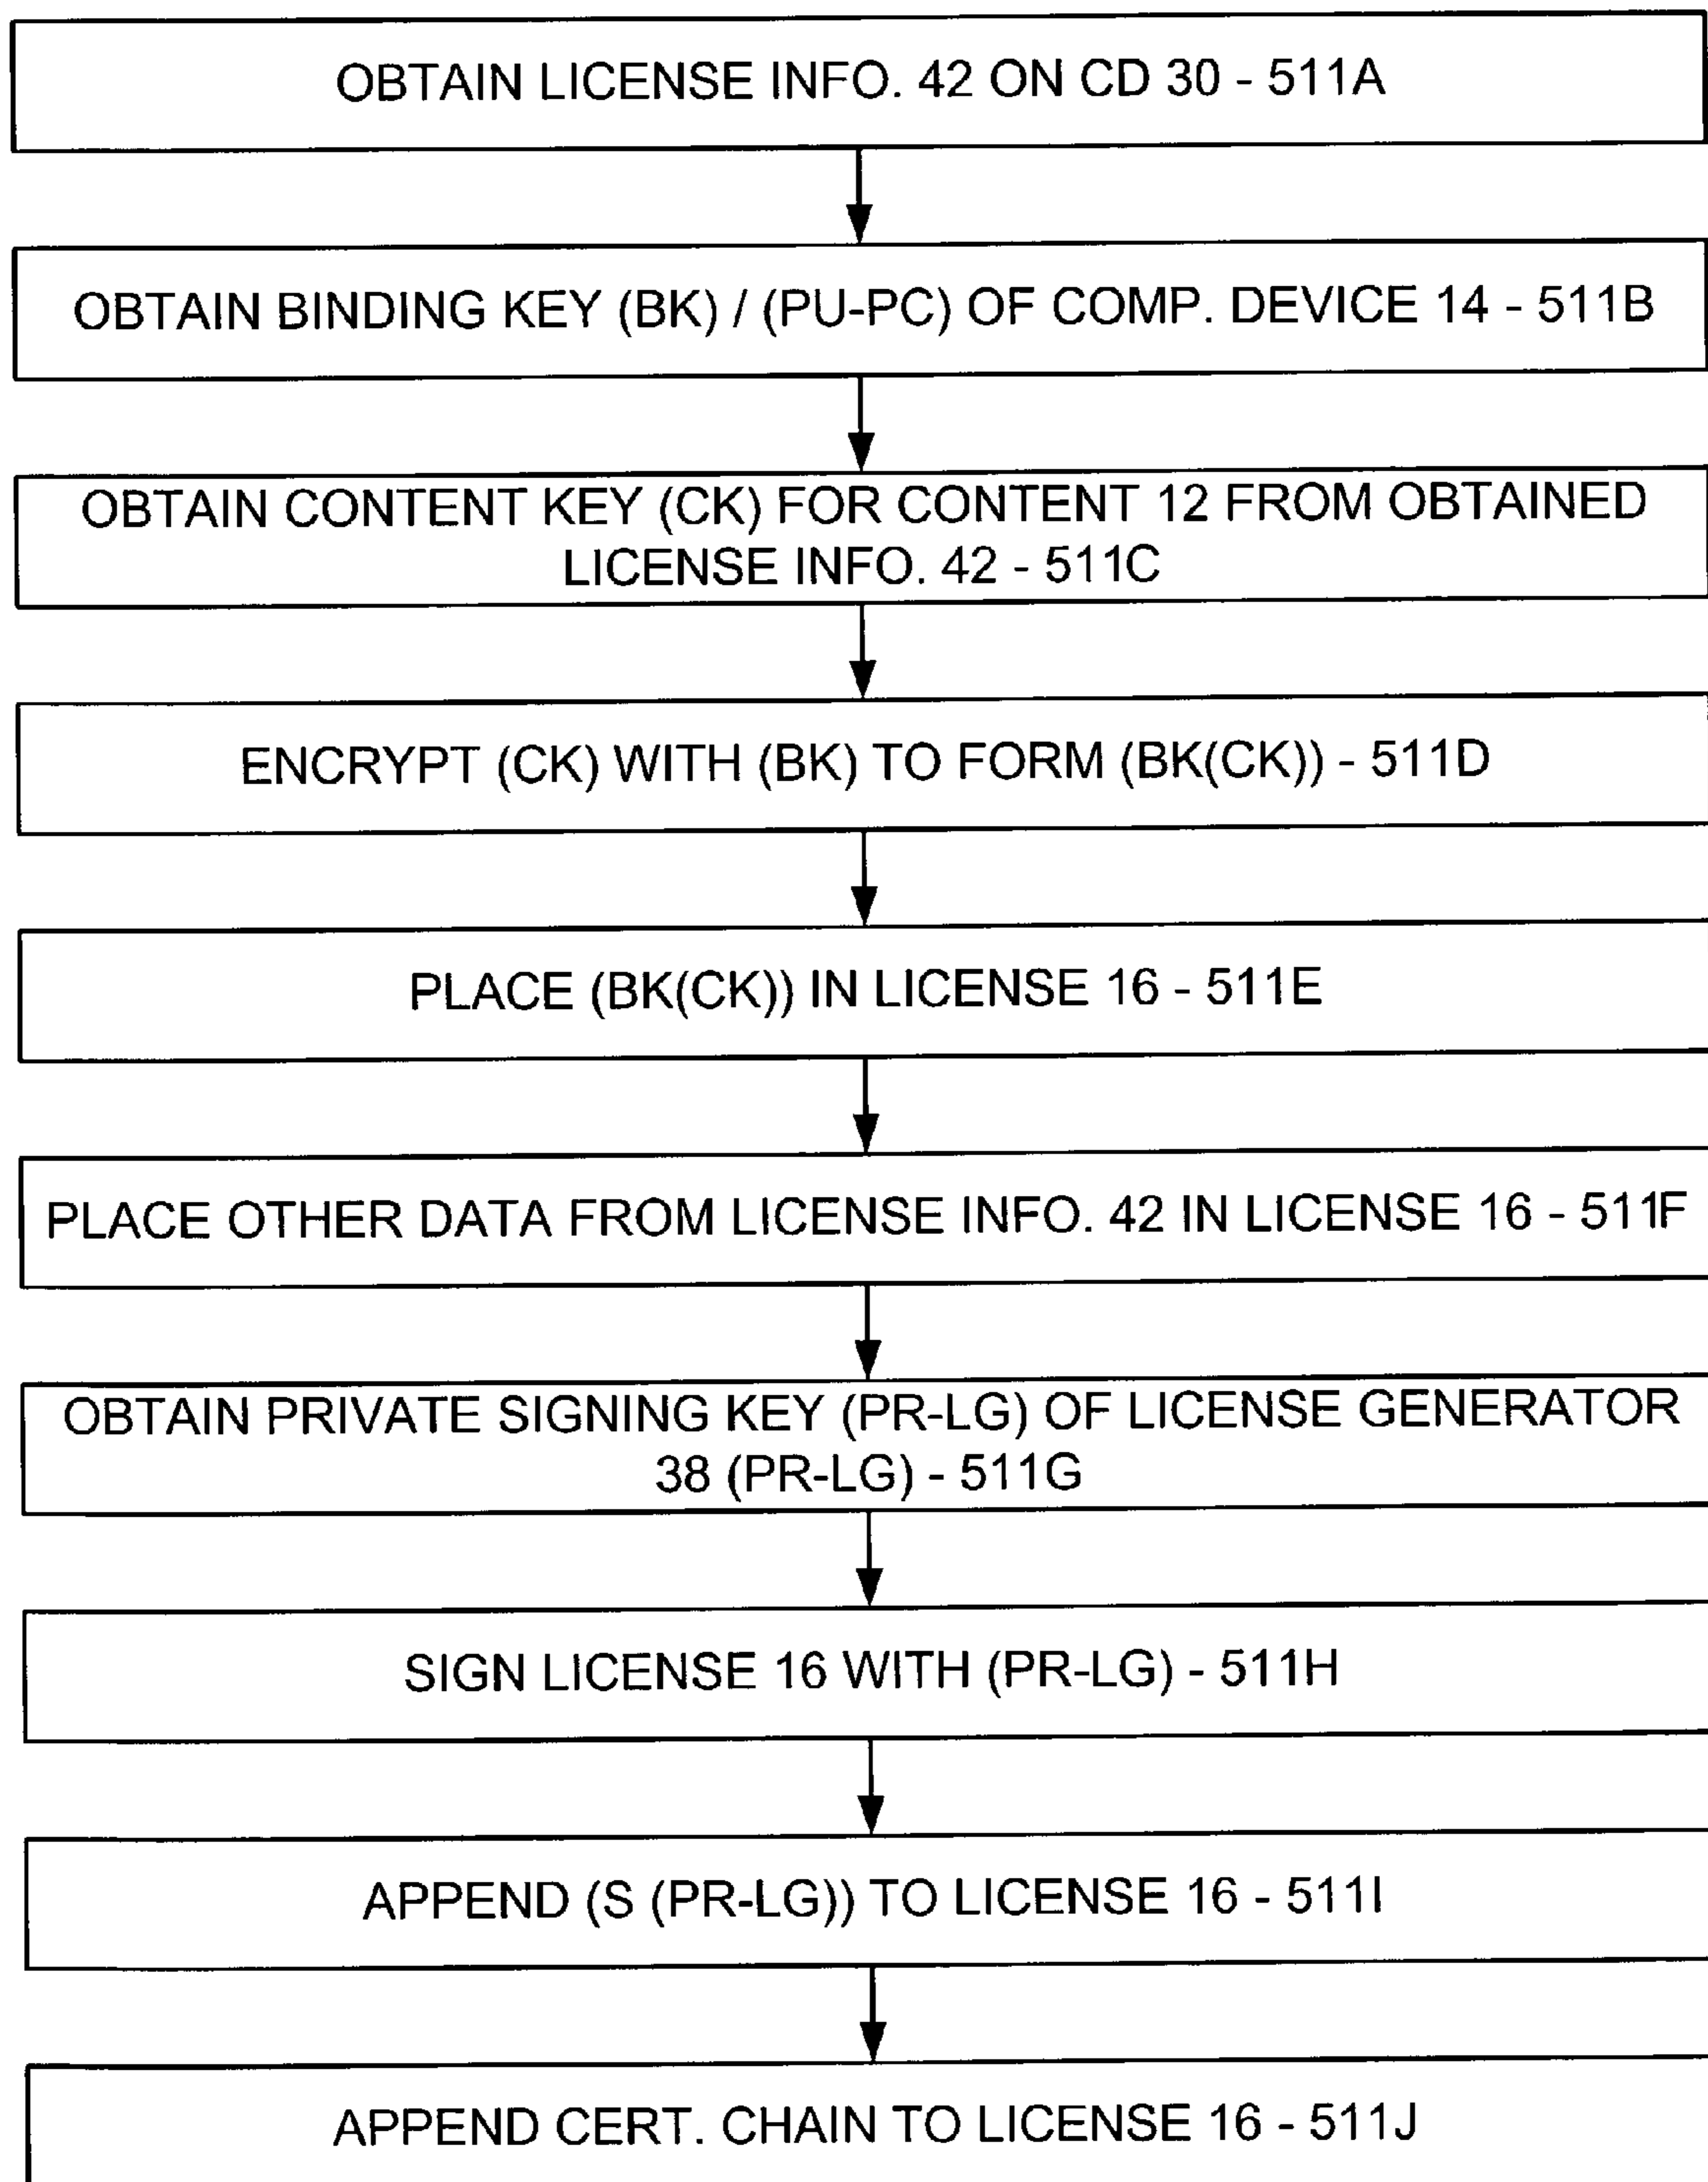 OBTAIN LICENSE INFO. 42 ON CD 30 - 511A
OBTAIN BINDING KEY (BK) / (PU-PC) OF COMP. DEVICE 14 - 511B
OBTAIN CONTENT KEY (CK) FOR CONTENT 12 FROM OBTAINED
LICENSE INFO. 42 - 511C
ENCRYPT (CK) WITH (BK) TO FORM (BK(CK)) - 511D
PLACE (BK(CK)) IN LICENSE 16 - 511E
PLACE OTHER DATA FROM LICENSE INFO. 42 IN LICENSE 16 - 511F
OBTAIN PRIVATE SIGNING KEY (PR-LG) OF LICENSE GENERATOR
38 (PR-LG) - 511G
SIGN LICENSE 16 WITH (PR-LG) - 511H
APPEND (S (PR-LG)) TO LICENSE 16 - 511I
APPEND CERT. CHAIN TO LICENSE 16 - 511J